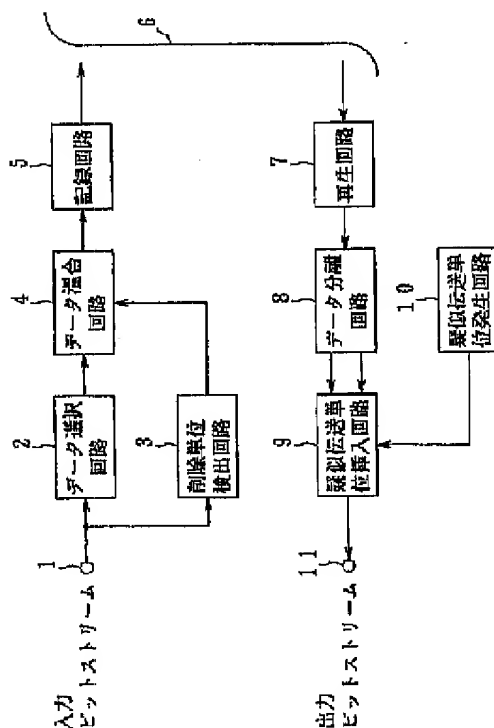 入力
ビットストリーム
1
2
データ選択
回路
3
削除単位
検出回路
4
データ混合
回路
5
記録回路
6
出力
ビットストリーム
11
9
疑似伝送単
位挿入回路
8
データ分離
回路
7
再生回路
10
疑似伝送単
位発生回路